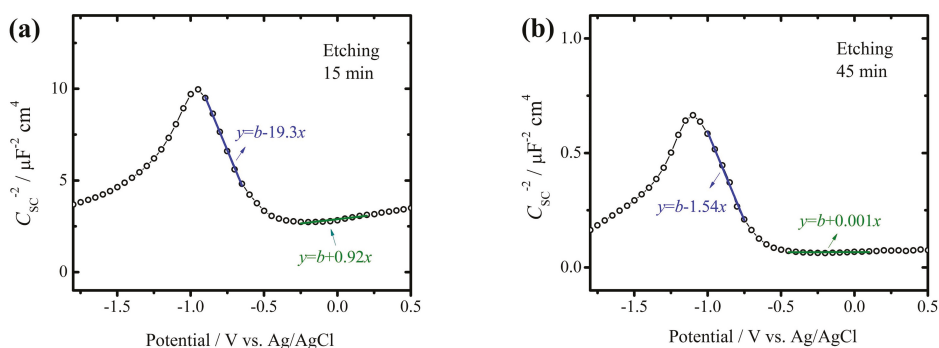 (a)
Etching
15 min
10
5
0
C_SC^-2 / μF^-2 cm^4
y=b-19.3x
y=b+0.92x
-1.5 -1.0 -0.5 0.0 0.5
Potential / V vs. Ag/AgCl
(b)
Etching
45 min
1.0
0.5
0.0
C_SC^-2 / μF^-2 cm^4
y=b-1.54x
y=b+0.001x
-1.5 -1.0 -0.5 0.0 0.5
Potential / V vs. Ag/AgCl